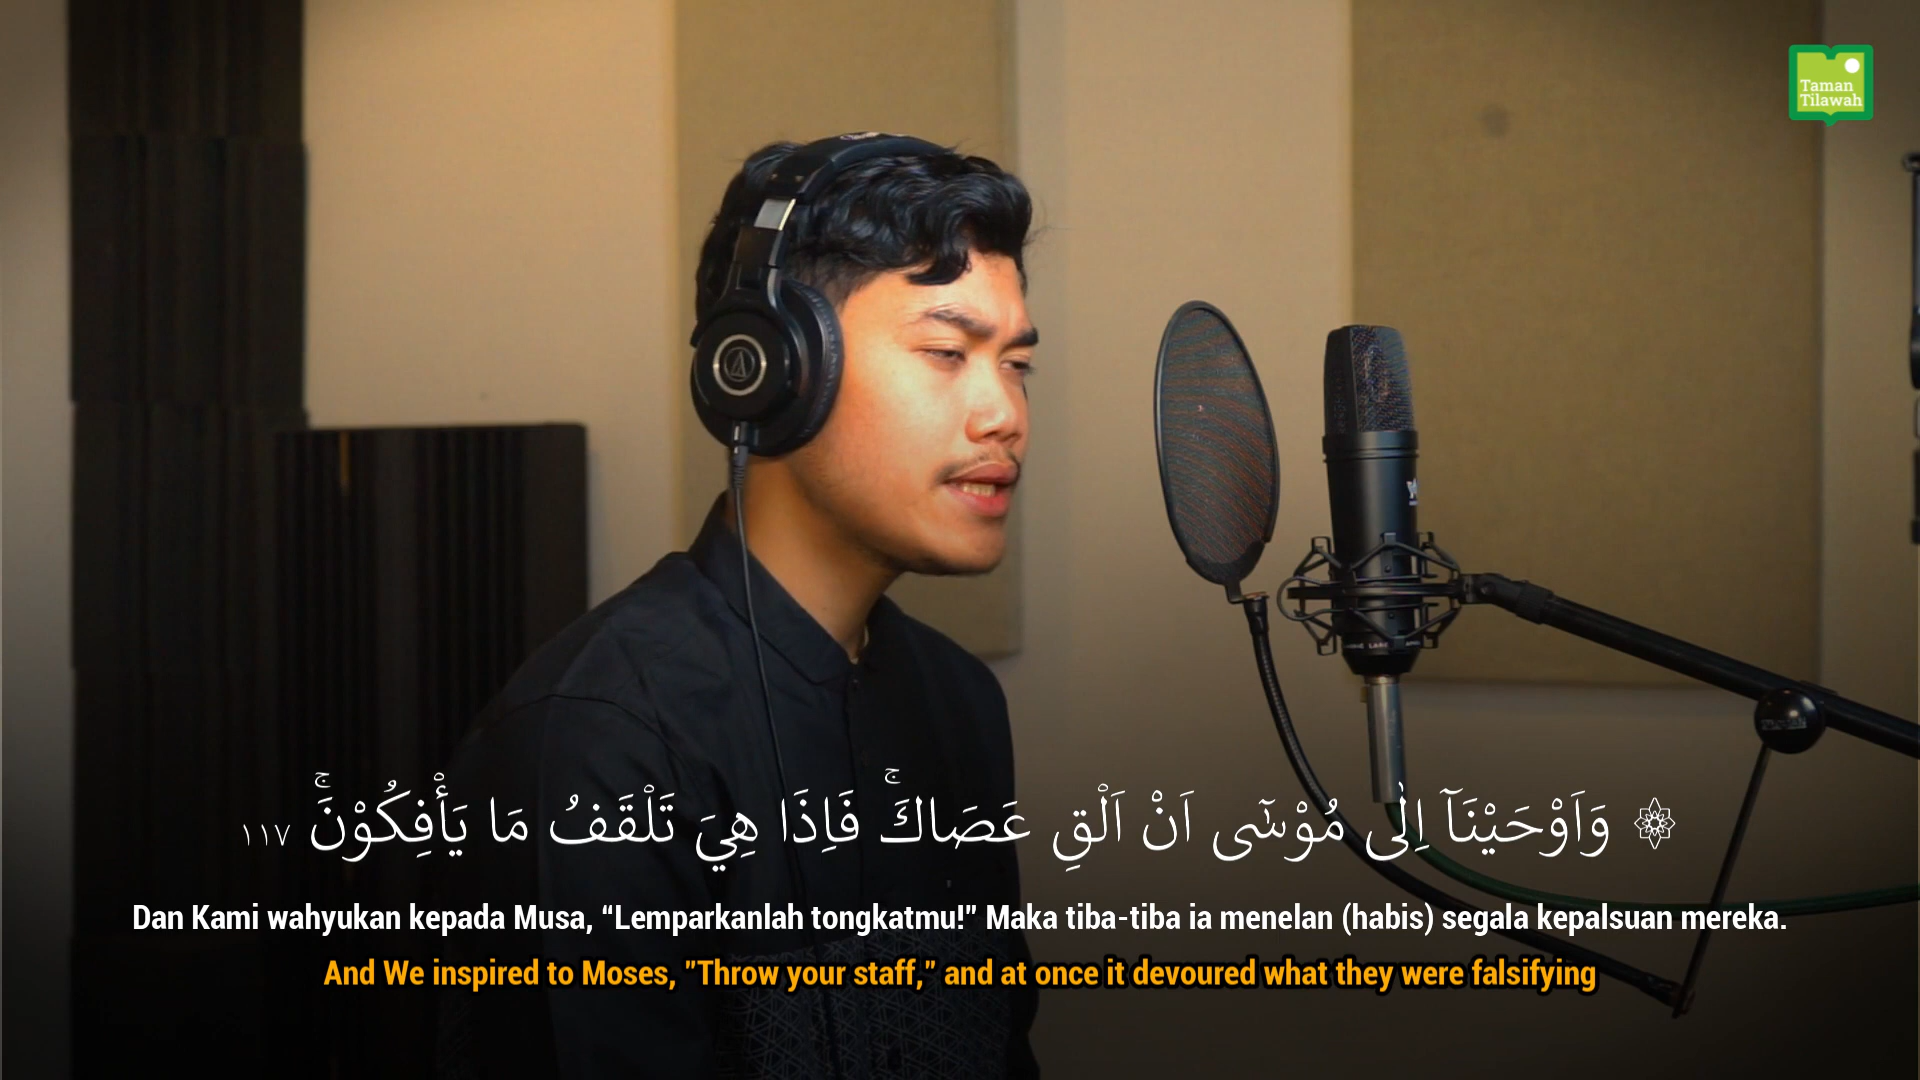 Taman
Tilawah
۞ وَاَوْحَيْنَآ اِلٰى مُوْسٰٓى اَنْ اَلْقِ عَصَاكَۚ فَاِذَا هِيَ تَلْقَفُ مَا يَأْفِكُوْنَۚ ١١٧
Dan Kami wahyukan kepada Musa, “Lemparkanlah tongkatmu!” Maka tiba-tiba ia menelan (habis) segala kepalsuan mereka.
And We inspired to Moses, "Throw your staff," and at once it devoured what they were falsifying